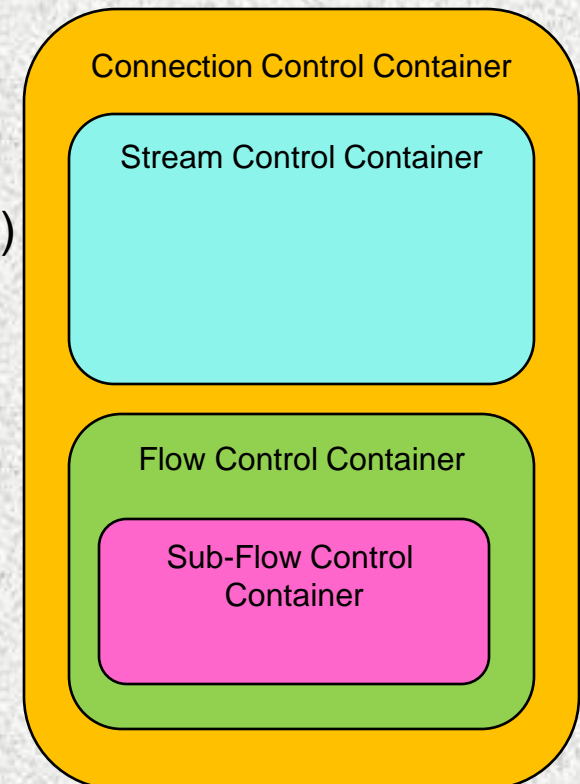 Connection Control Container
Stream Control Container
)
Flow Control Container
Sub-Flow Control
Container